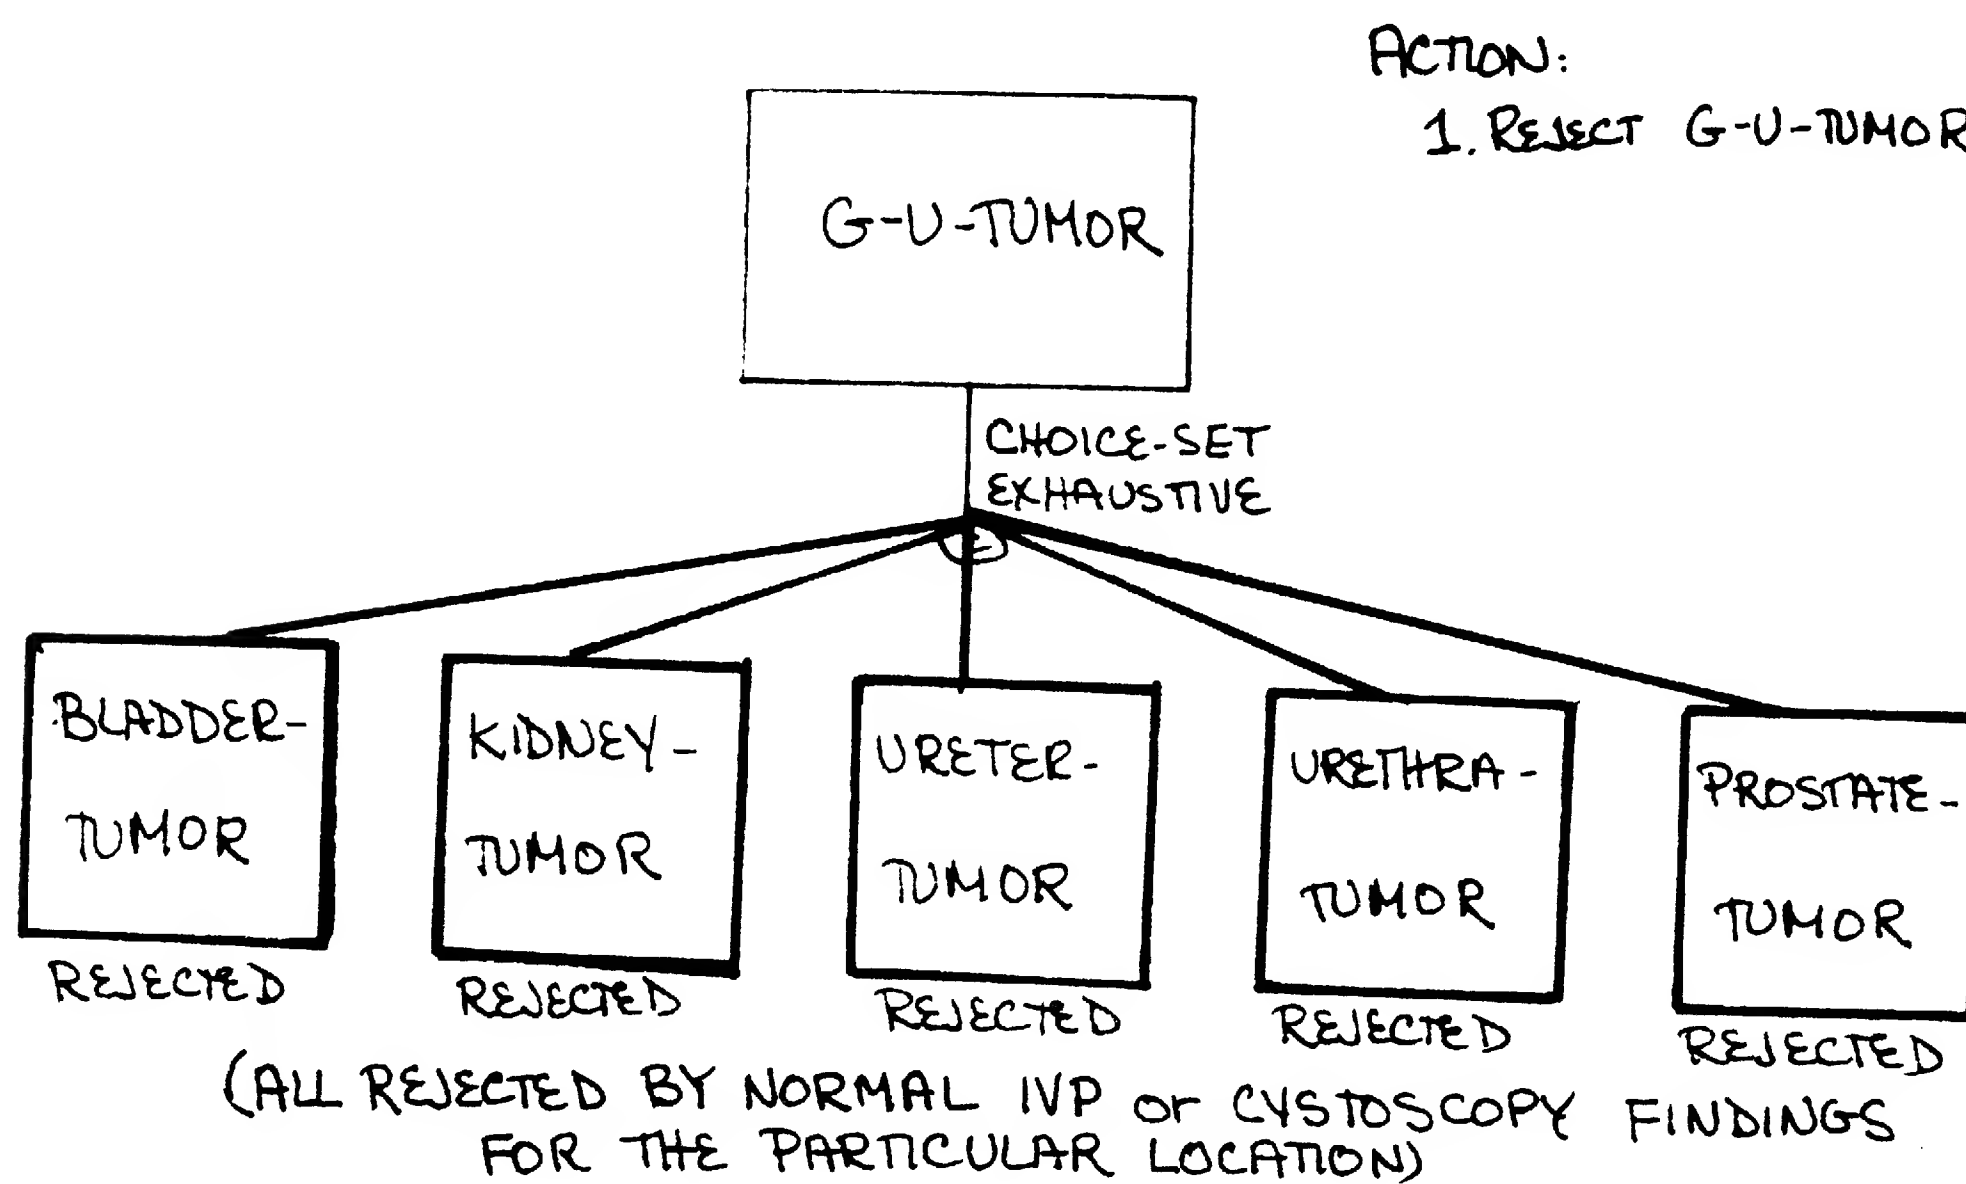 ACTION:
1. REJECT G-U-TUMOR
G-U-TUMOR
CHOICE-SET
EXHAUSTIVE
E
BLADDER-
TUMOR
REJECTED
KIDNEY-
TUMOR
REJECTED
URETER-
TUMOR
REJECTED
URETHRA-
TUMOR
REJECTED
PROSTATE-
TUMOR
REJECTED
(ALL REJECTED BY NORMAL IVP or CYSTOSCOPY FINDINGS
FOR THE PARTICULAR LOCATION)